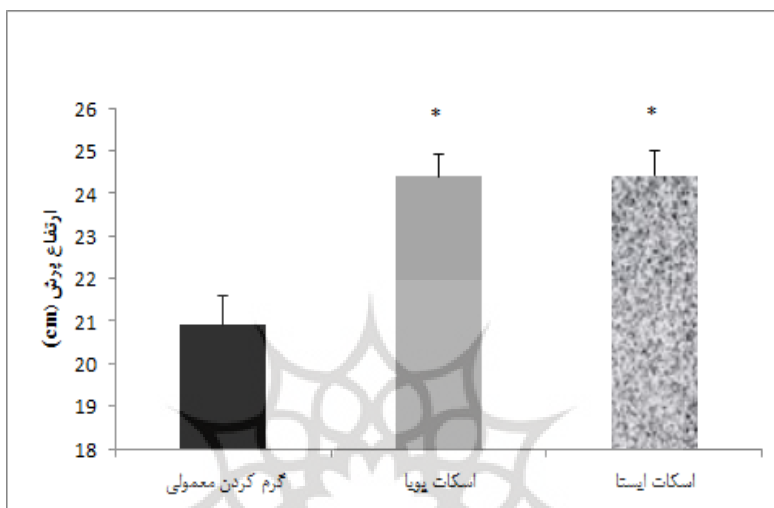 * *
26
25
24
23
22
21
20
19
18
ارتفاع پرش (cm)
گرم کردن معمولی
اسکات پویا
اسکات ایستا